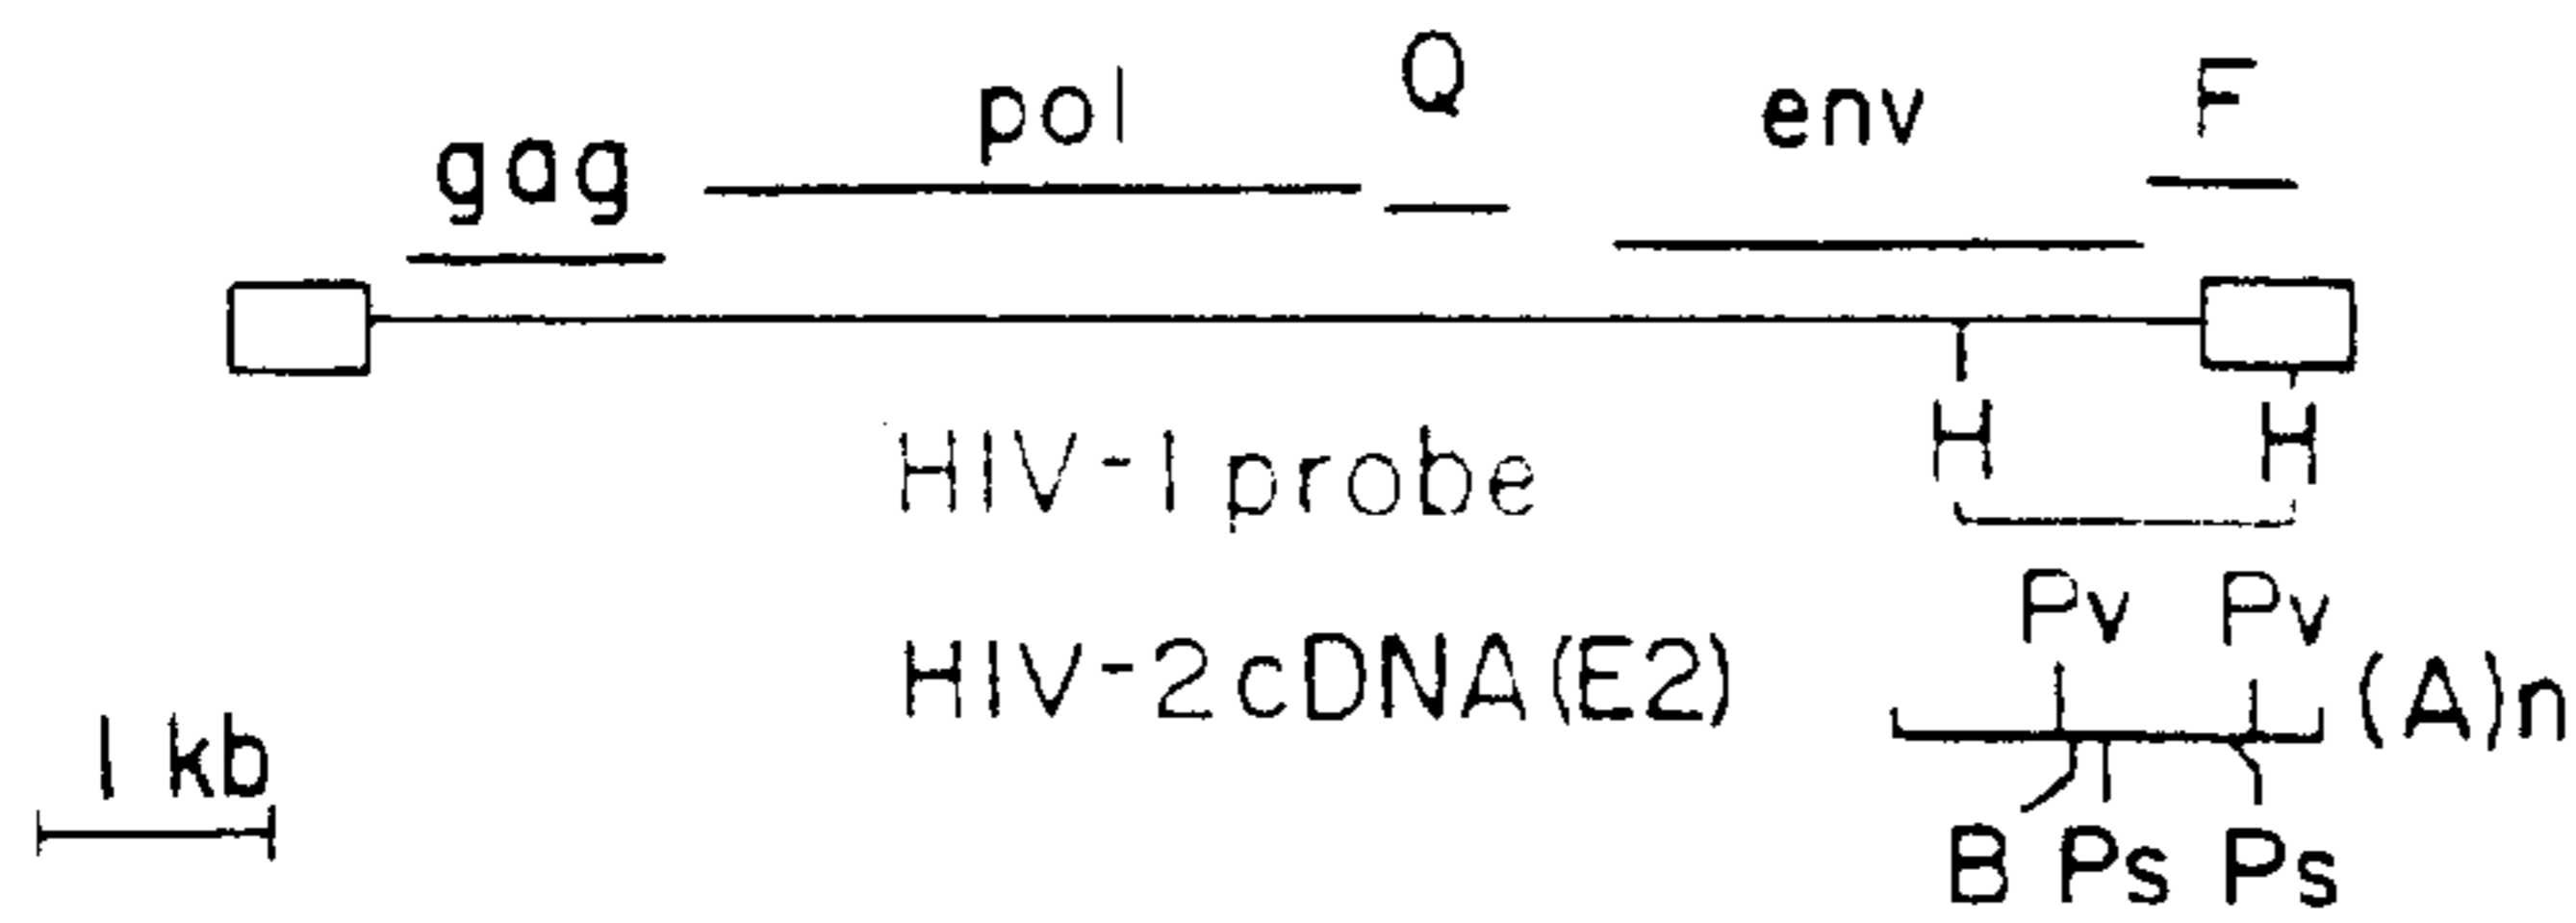 gag pol Q env F
H H
HIV-1 probe
Pv Pv
HIV-2 cDNA(E2) (A)n
1 kb
B Ps Ps